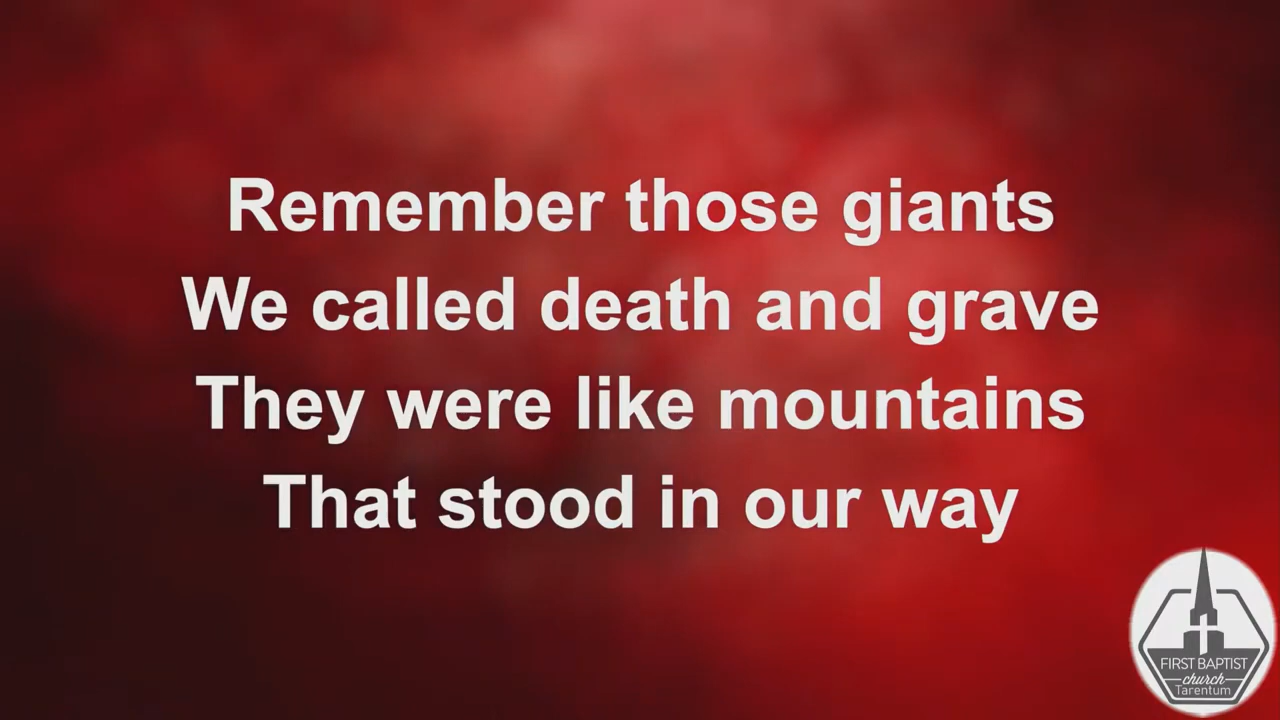 Remember those giants
We called death and grave
They were like mountains
That stood in our way
FIRST BAPTIST
church
Tarentum